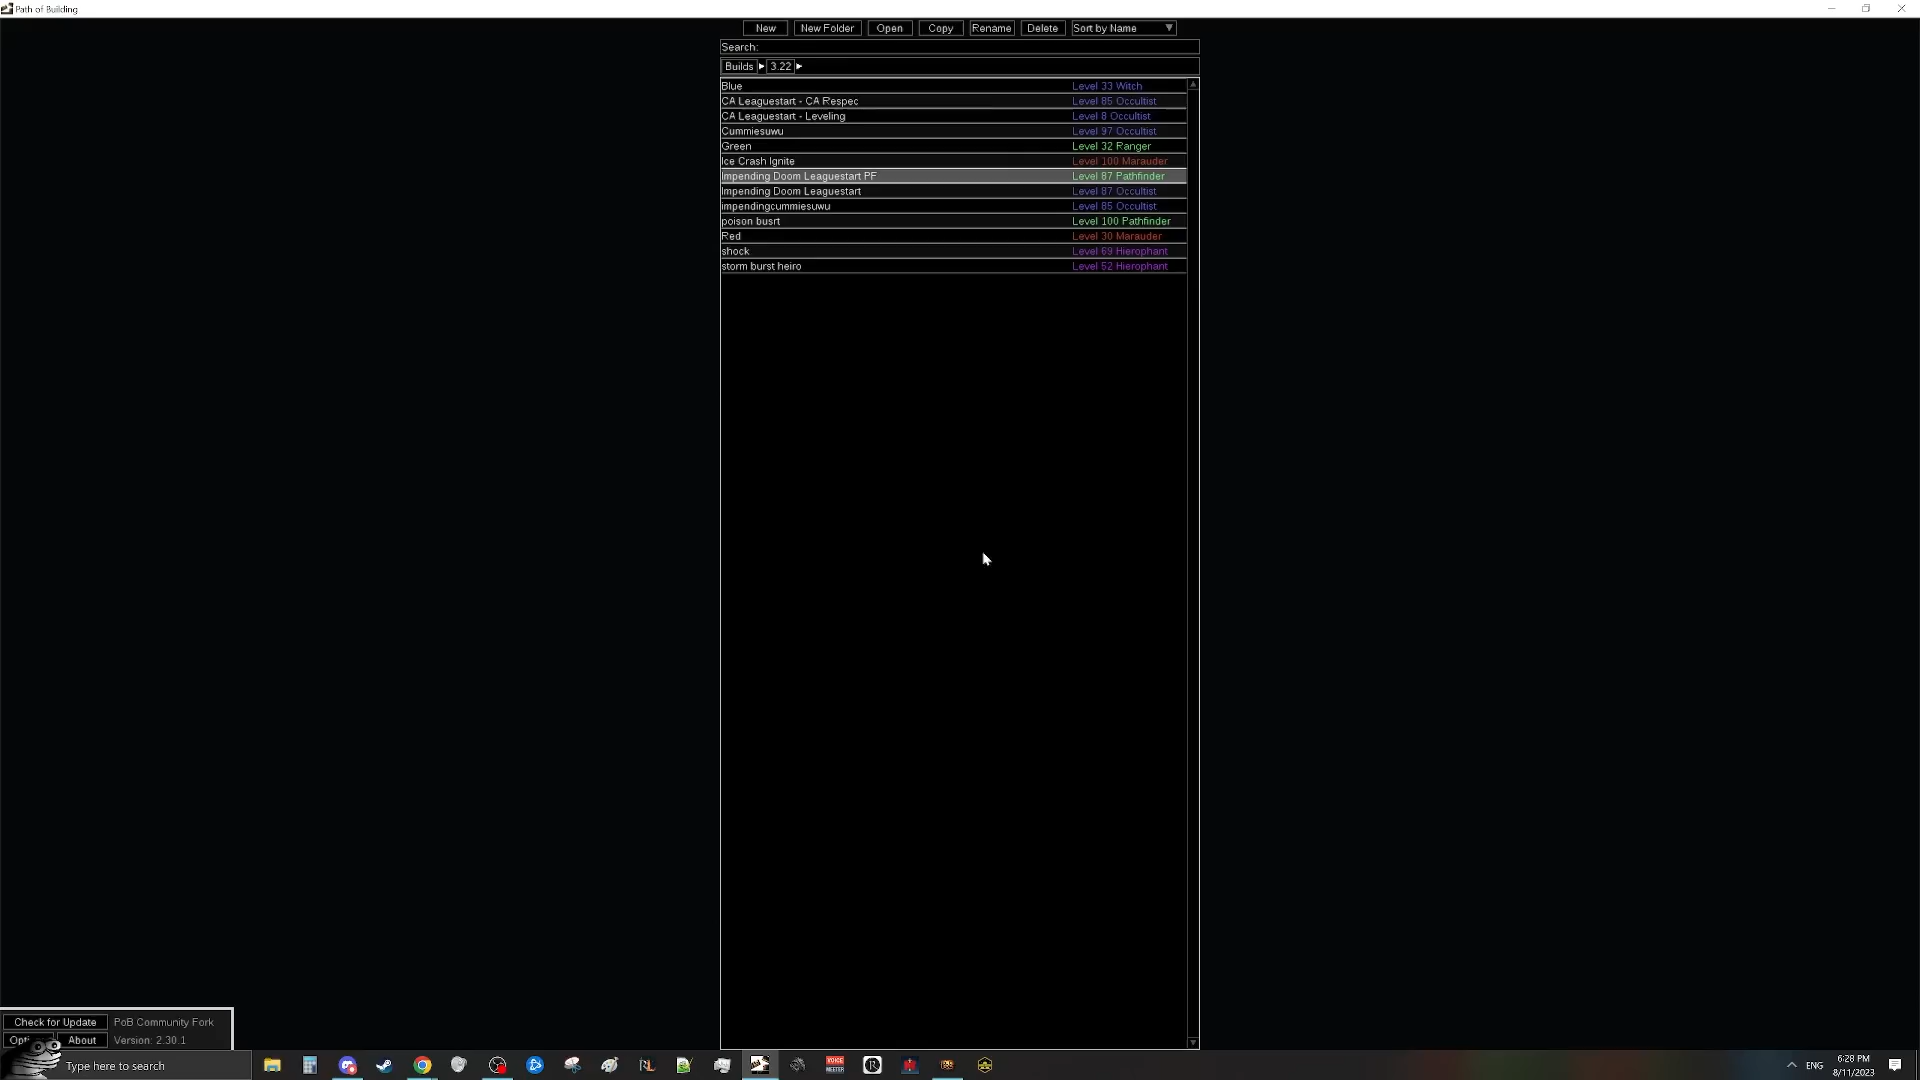 Path of Building
New New Folder Open Copy Rename Delete Sort by Name
Search:
Builds 3.22
Blue Level 33 Witch
CA Leaguestart - CA Respec Level 85 Occultist
CA Leaguestart - Leveling Level 8 Occultist
Cummiesuwu Level 97 Occultist
Green Level 32 Ranger
Ice Crash Ignite Level 100 Marauder
Impending Doom Leaguestart PF Level 87 Pathfinder
Impending Doom Leaguestart Level 87 Occultist
impendingcummiesuwu Level 85 Occultist
poison busrt Level 100 Pathfinder
Red Level 30 Marauder
shock Level 69 Hierophant
storm burst heiro Level 52 Hierophant
Check for Update PoB Community Fork
About Version: 2.30.1
Type here to search
VOICE MEETER
ENG
6:28 PM
8/11/2023